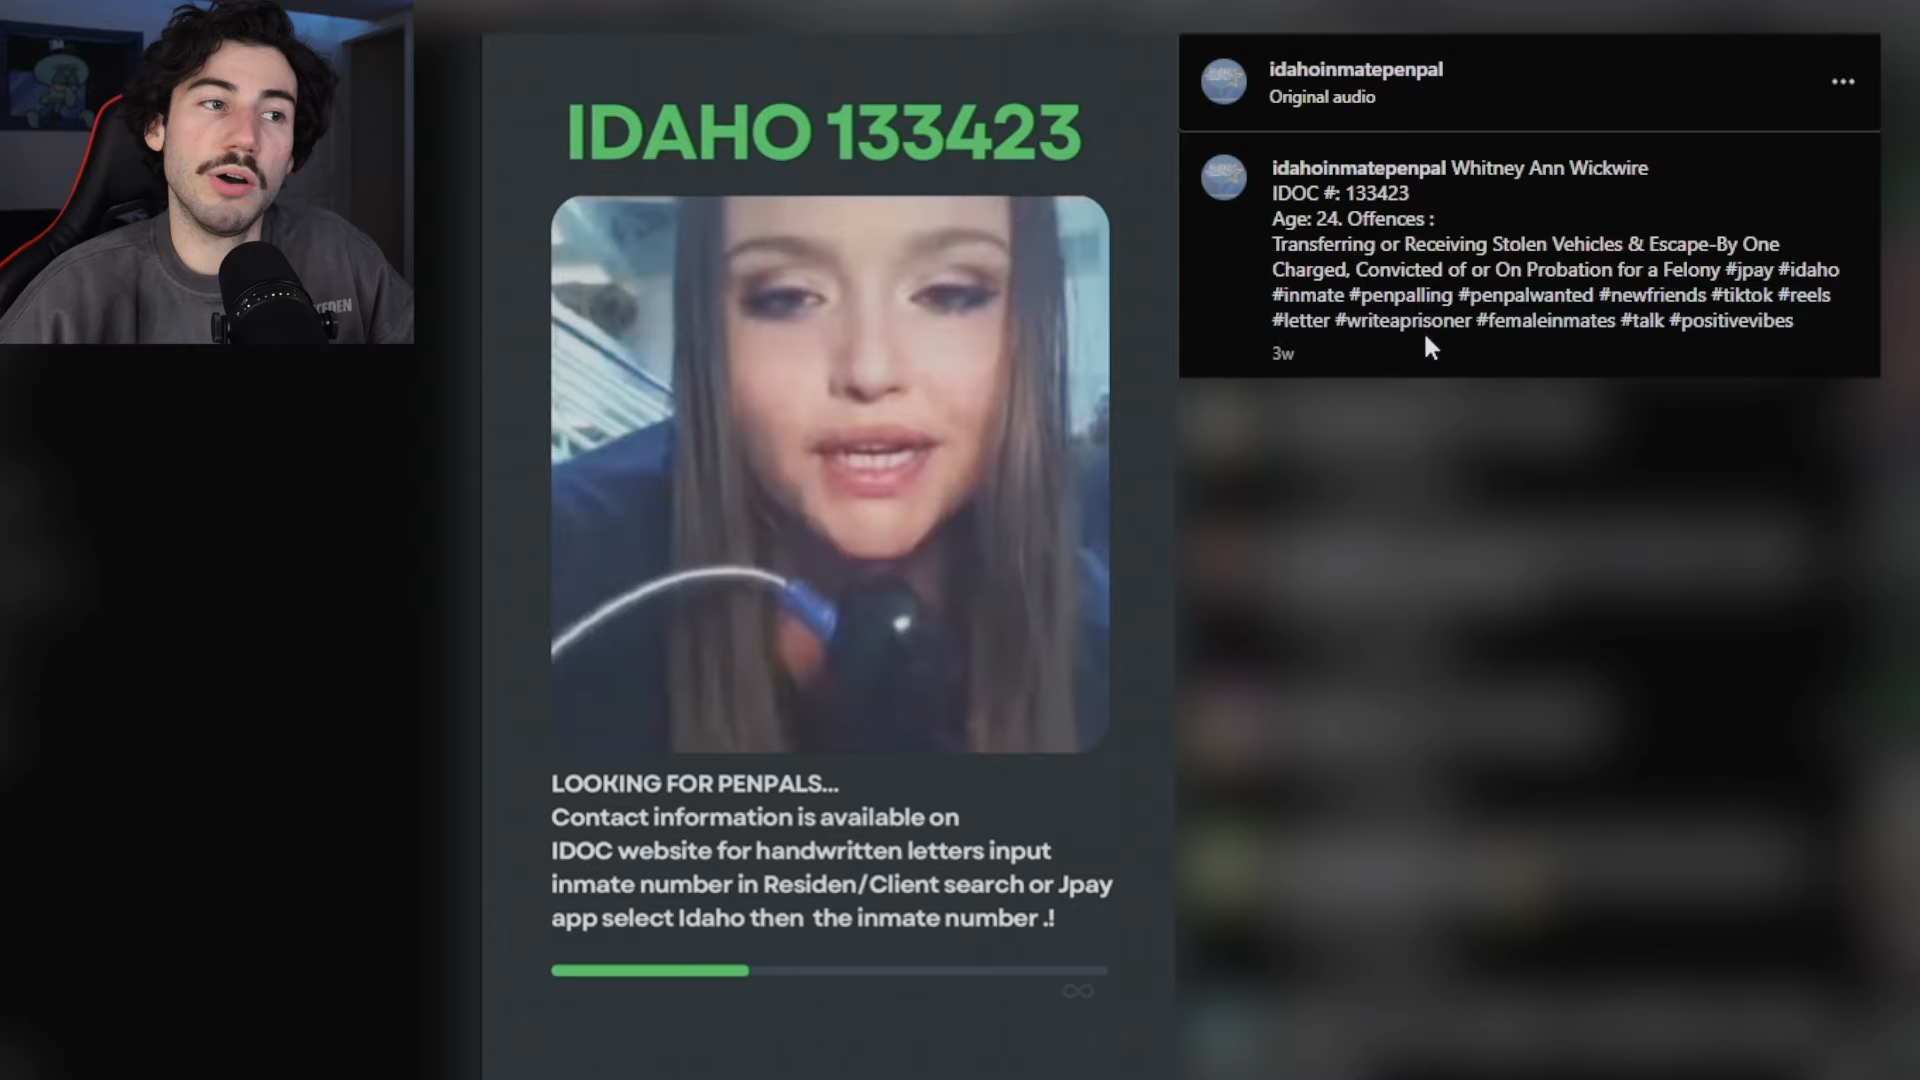 IDAHO 133423
LOOKING FOR PENPALS...
Contact information is available on
IDOC website for handwritten letters input
inmate number in Residen/Client search or Jpay
app select Idaho then the inmate number .!
idahoinmatepenpal
Original audio
idahoinmatepenpal Whitney Ann Wickwire
IDOC #: 133423
Age: 24. Offences :
Transferring or Receiving Stolen Vehicles & Escape-By One
Charged, Convicted of or On Probation for a Felony #jpay #idaho
#inmate #penpalling #penpalwanted #newfriends #tiktok #reels
#letter #writeaprisoner #femaleinmates #talk #positivevibes
3w